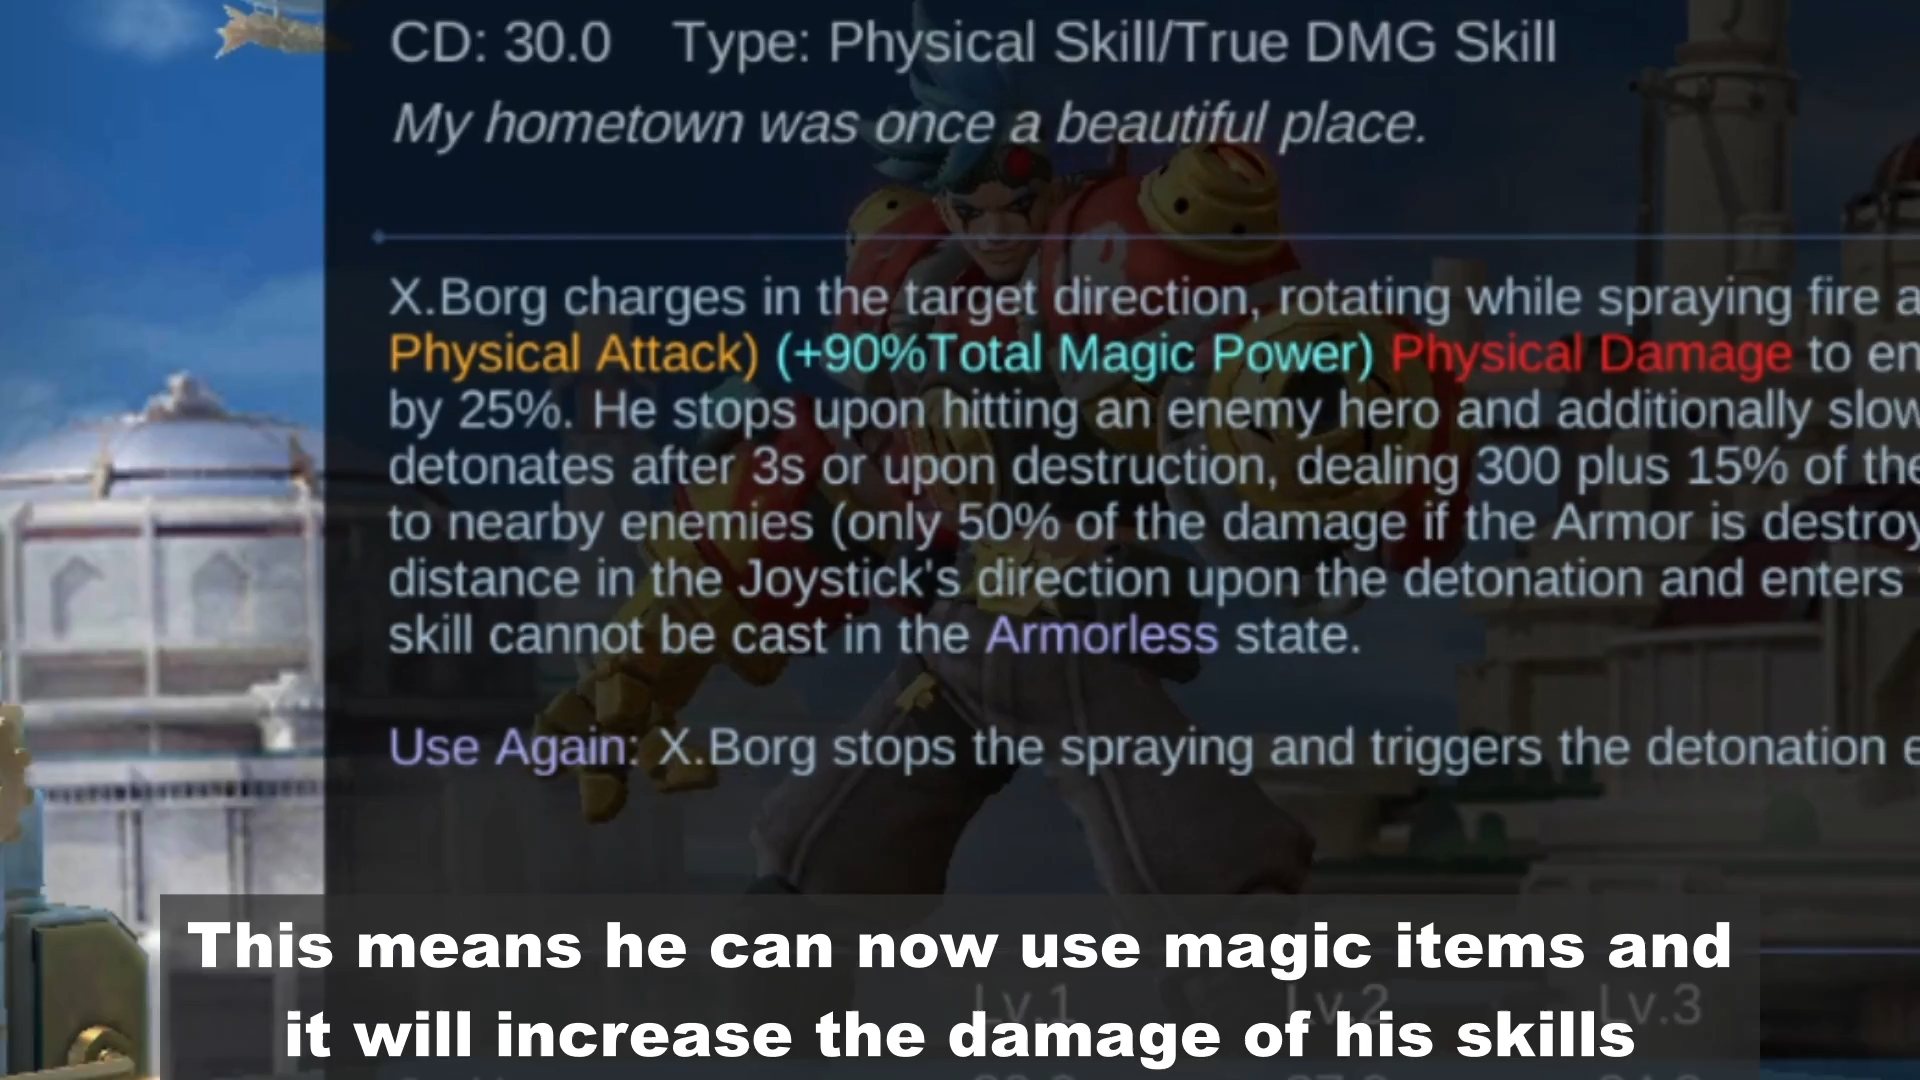 CD: 30.0 Type: Physical Skill/True DMG Skill
My hometown was once a beautiful place.
X.Borg charges in the target direction, rotating while spraying fire
Physical Attack) (+90%Total Magic Power) Physical Damage to
by 25%. He stops upon hitting an enemy hero and additionally
detonates after 3s or upon destruction, dealing 300 plus 15% of the
to nearby enemies (only 50% of the damage if the Armor is
distance in the Joystick's direction upon the detonation and enters
skill cannot be cast in the Armorless state.
Use Again: X.Borg stops the spraying and triggers the detonation
This means he can now use magic items and
Lv.1 Lv.2 Lv.3
it will increase the damage of his skills